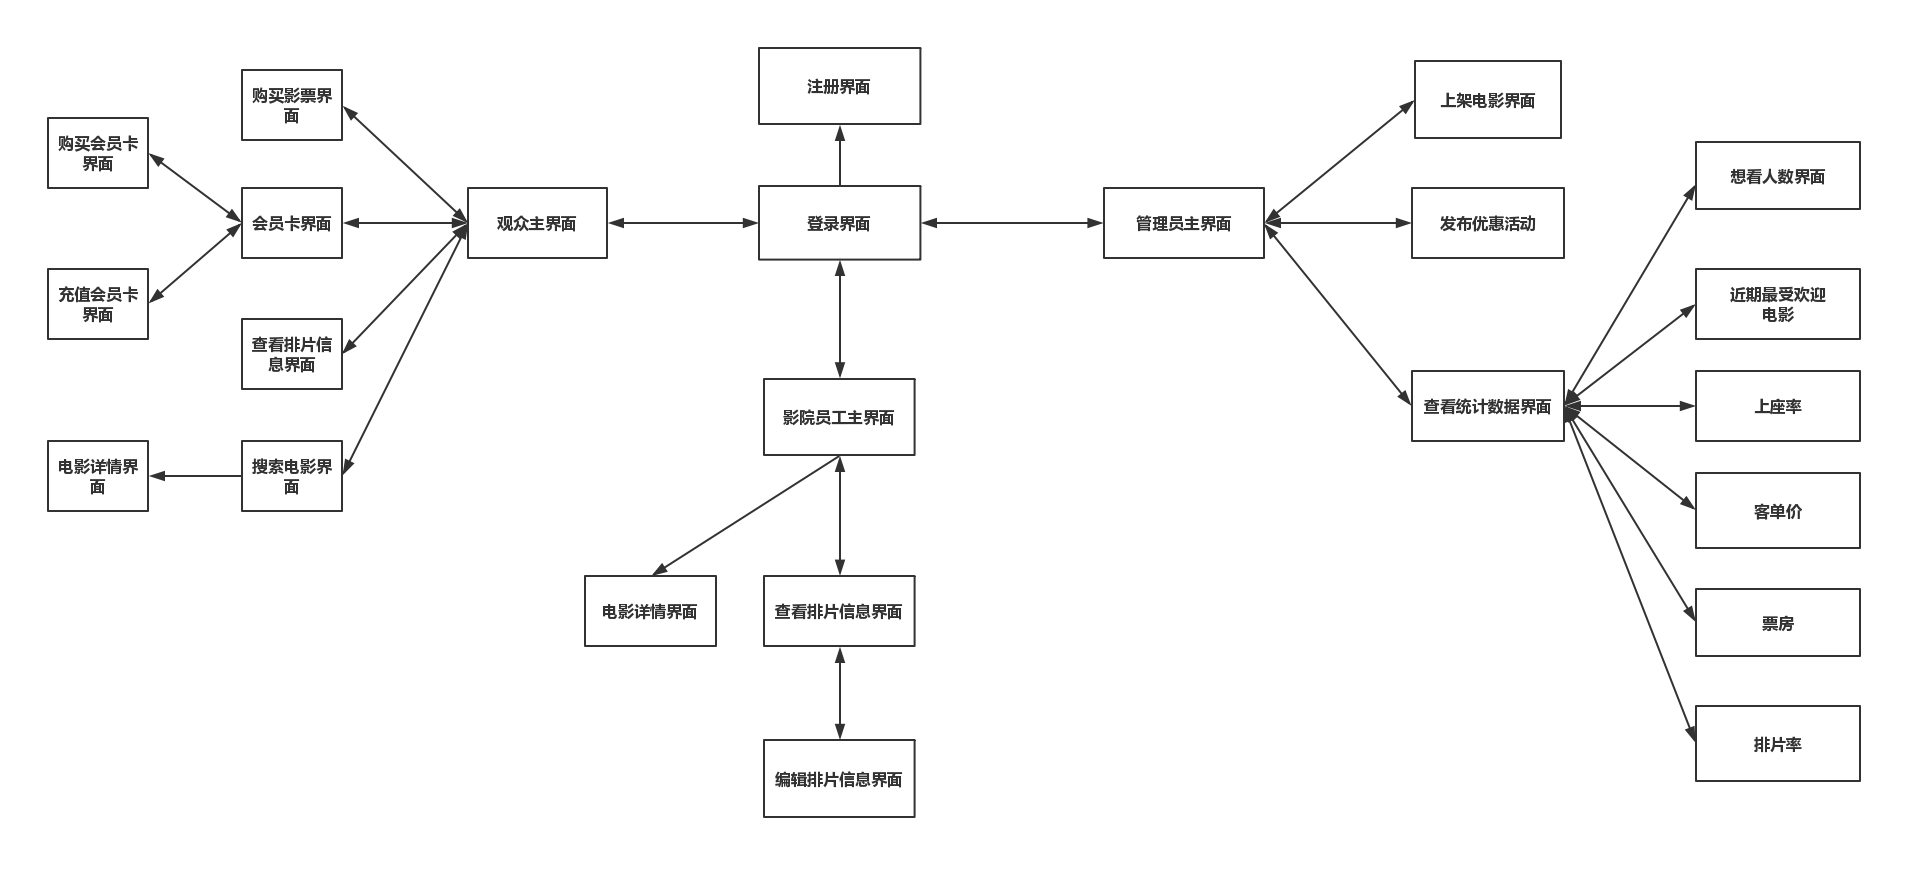 注册界面
上架电影界面
购买影票界
面
购买会员卡
界面
想看人数界面
会员卡界面
观众主界面
登录界面
管理员主界面
发布优惠活动
充值会员卡
界面
近期最受欢迎
电影
查看排片信
息界面
影院员工主界面
查看统计数据界面
上座率
电影详情界
面
搜索电影界
面
客单价
电影详情界面
查看排片信息界面
票房
排片率
编辑排片信息界面